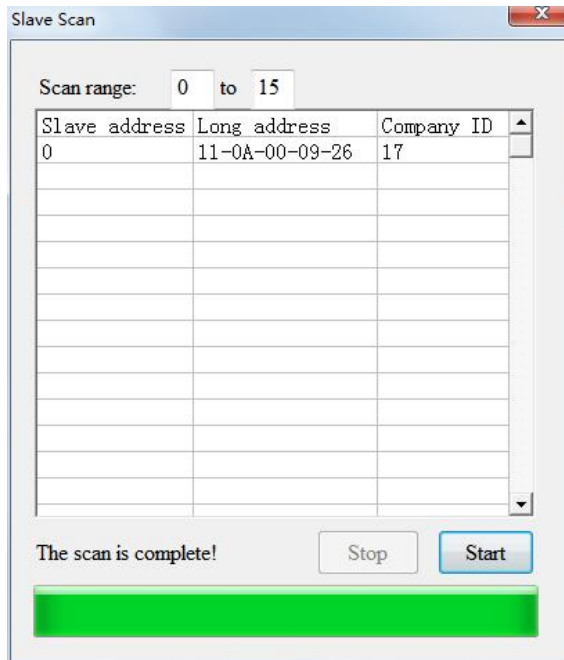 Slave Scan
Scan range: 0 to 15
Slave address Long address Company ID
0 11-0A-00-09-26 17
The scan is complete! Stop Start